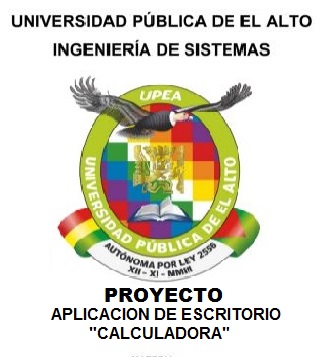 UNIVERSIDAD PÚBLICA DE EL ALTO
INGENIERÍA DE SISTEMAS
UPEA
UNIVERSIDAD PÚBLICA DE EL ALTO
AUTÓNOMA POR LEY 2556
XII - XI - MMIII
PROYECTO
APLICACION DE ESCRITORIO
"CALCULADORA"